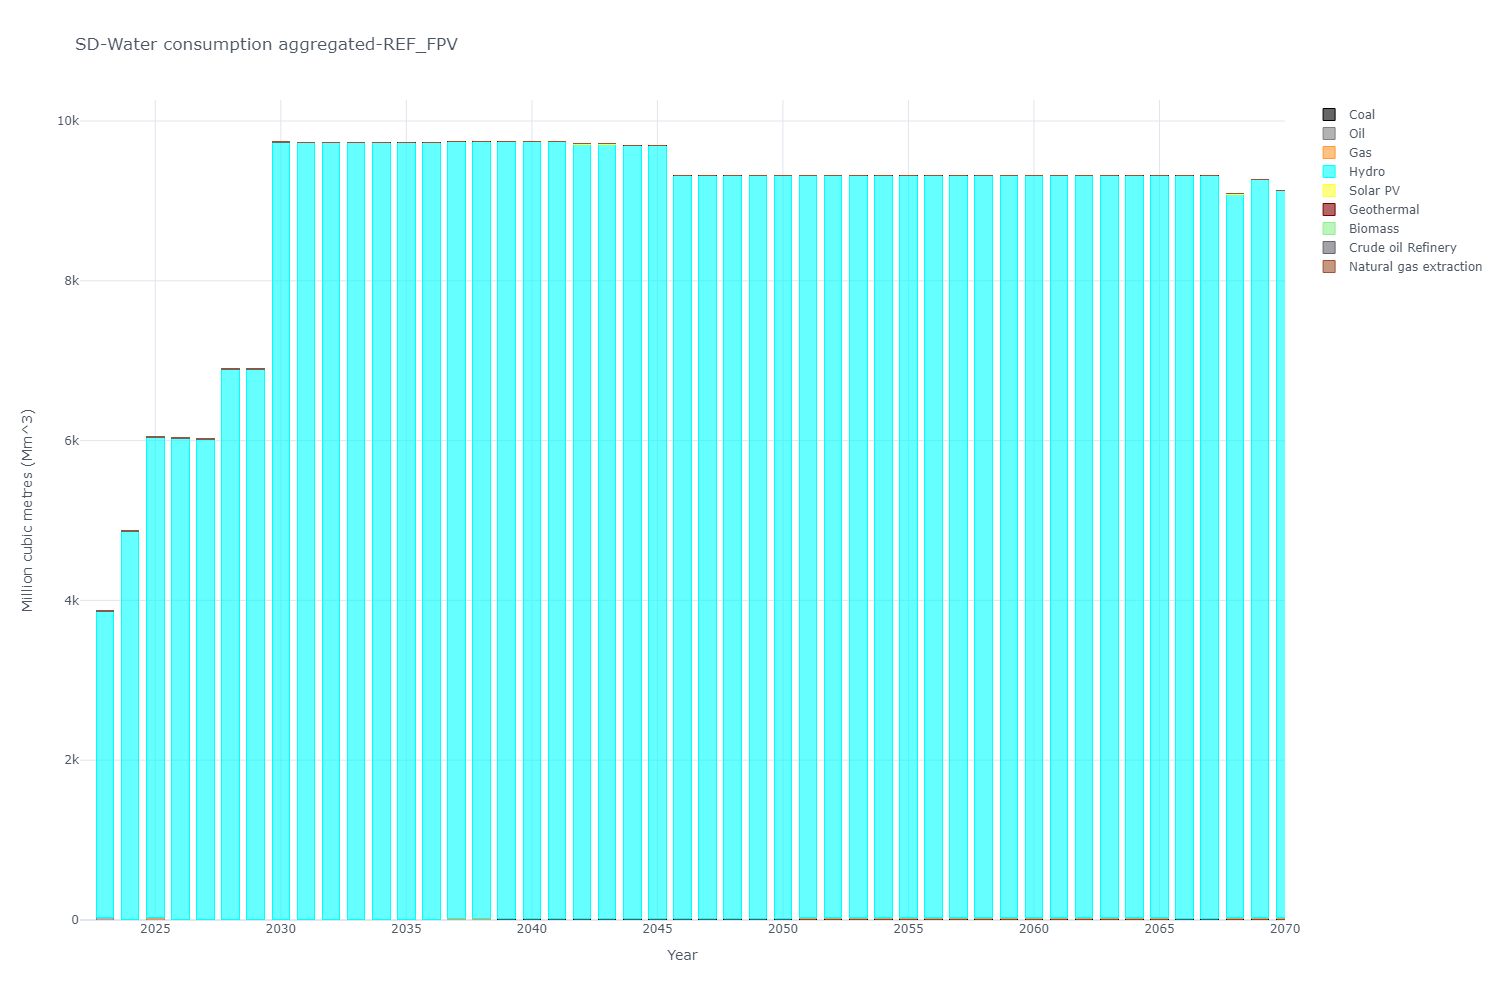 SD-Water consumption aggregated-REF_FPV
10k
8k
6k
4k
2k
0
Million cubic metres (Mm^3)
2025
2030
2035
2040
2045
2050
2055
2060
2065
2070
Year
Coal
Oil
Gas
Hydro
Solar PV
Geothermal
Biomass
Crude oil Refinery
Natural gas extraction